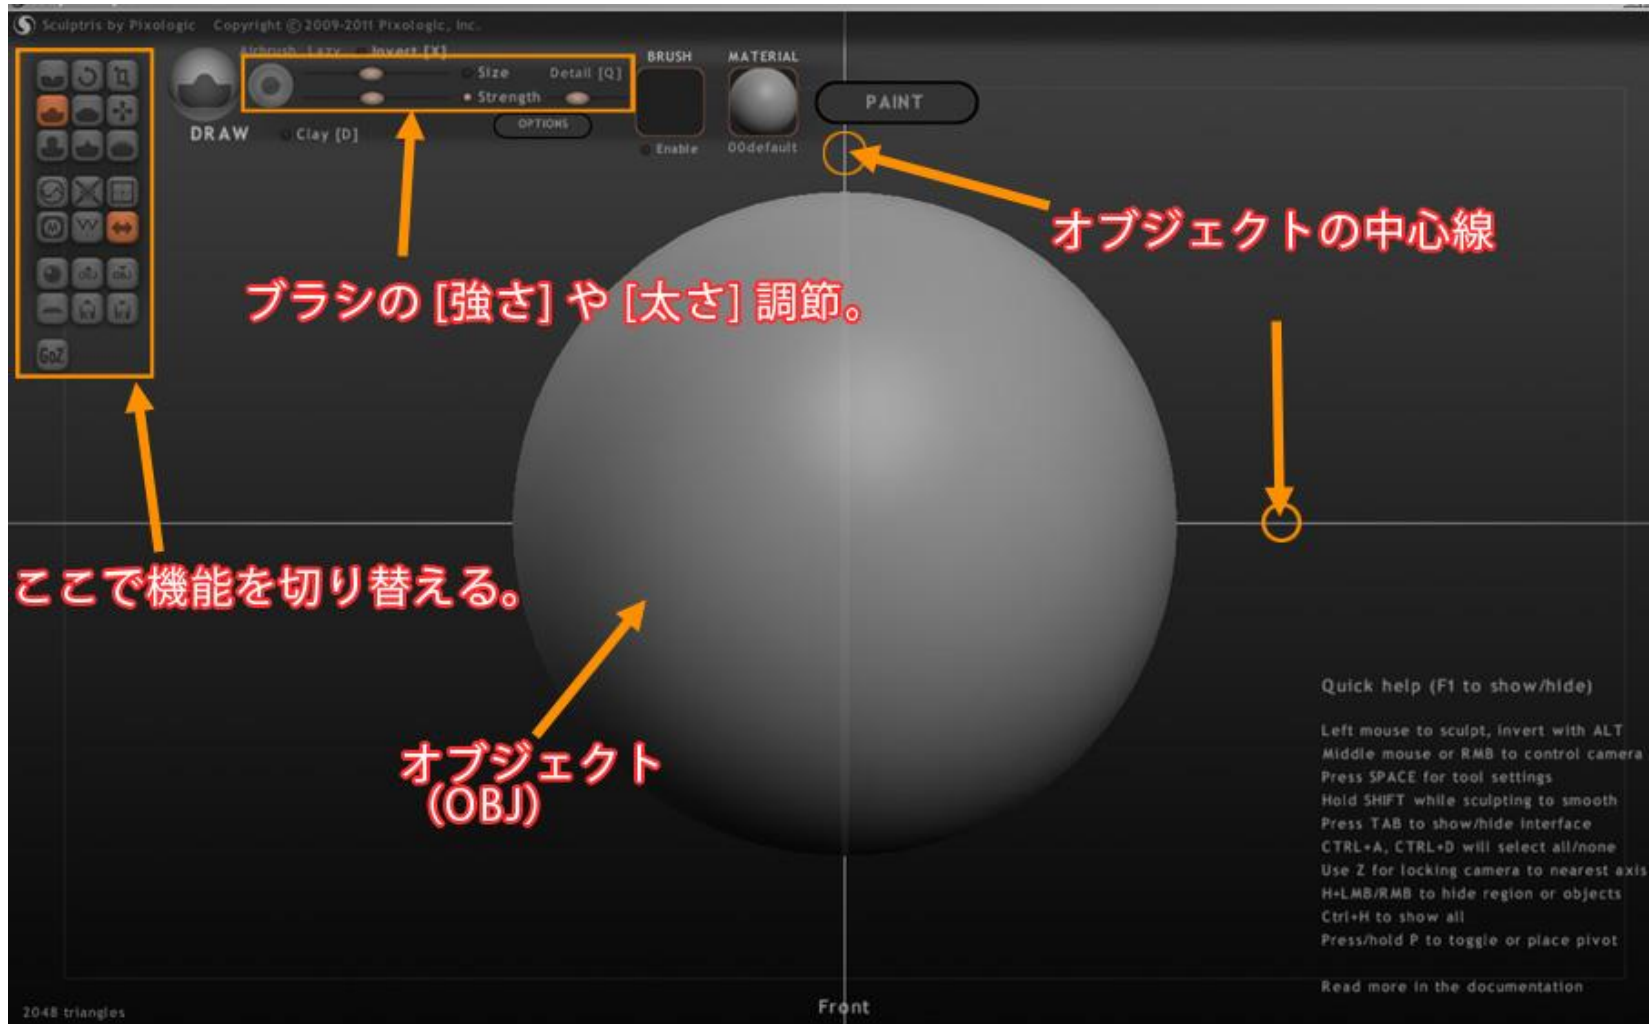 Sculptris by Pixologic Copyright © 2009-2011 Pixologic, Inc.
Airbrush Lazy Invert [X]
Size Detail [Q]
Strength
BRUSH MATERIAL
PAINT
DRAW Clay [D] OPTIONS
Enable 00default
GoZ
オブジェクトの中心線
ブラシの [強さ] や [太さ] 調節。
ここで機能を切り替える。
オブジェクト
(OBJ)
Quick help (F1 to show/hide)
Left mouse to sculpt, invert with ALT
Middle mouse or RMB to control camera
Press SPACE for tool settings
Hold SHIFT while sculpting to smooth
Press TAB to show/hide interface
CTRL+A, CTRL+D will select all/none
Use Z for locking camera to nearest axis
H+LMB/RMB to hide region or objects
Ctrl+H to show all
Press/hold P to toggle or place pivot
Read more in the documentation
2048 triangles
Front